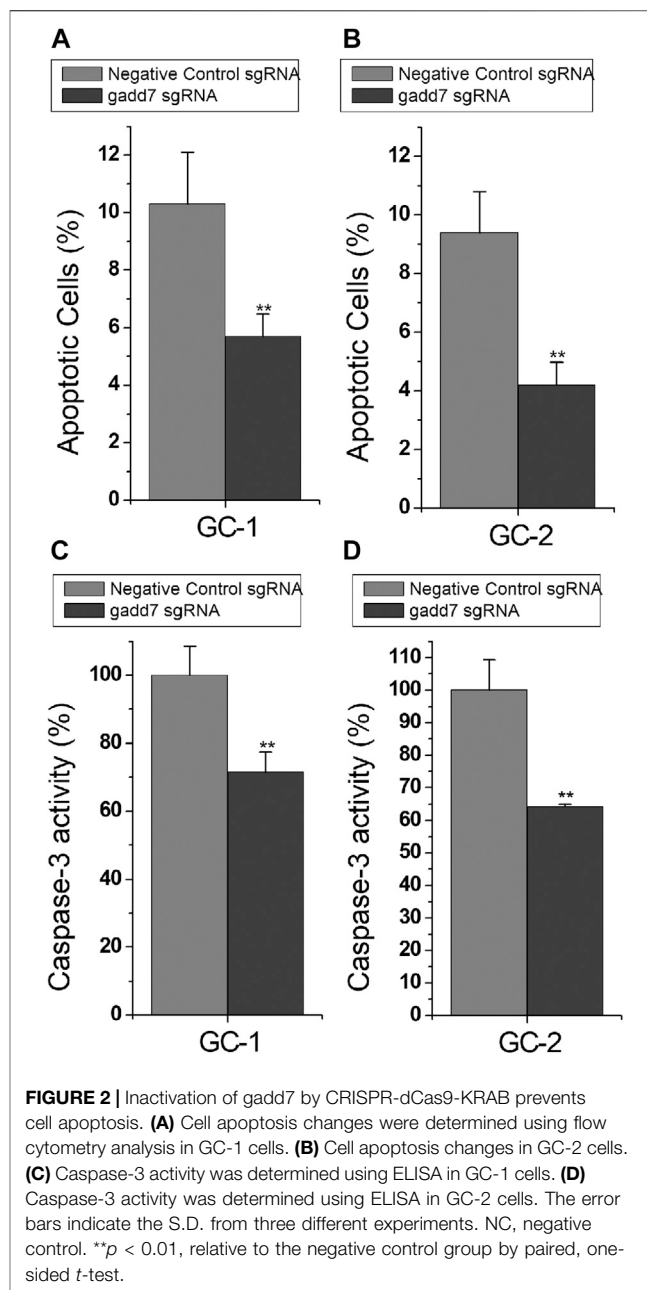 A
Negative Control sgRNA
gadd7 sgRNA
Apoptotic Cells (%)
12
10
8
6
4
2
0
**
GC-1
B
Negative Control sgRNA
gadd7 sgRNA
Apoptotic Cells (%)
12
10
8
6
4
2
0
**
GC-2
C
Negative Control sgRNA
gadd7 sgRNA
Caspase-3 activity (%)
100
80
60
40
20
0
**
GC-1
D
Negative Control sgRNA
gadd7 sgRNA
Caspase-3 activity (%)
110
100
90
80
70
60
50
40
30
20
10
0
**
GC-2
FIGURE 2 | Inactivation of gadd7 by CRISPR-dCas9-KRAB prevents
cell apoptosis. (A) Cell apoptosis changes were determined using flow
cytometry analysis in GC-1 cells. (B) Cell apoptosis changes in GC-2 cells.
(C) Caspase-3 activity was determined using ELISA in GC-1 cells. (D)
Caspase-3 activity was determined using ELISA in GC-2 cells. The error
bars indicate the S.D. from three different experiments. NC, negative
control. **p < 0.01, relative to the negative control group by paired, one-
sided t-test.